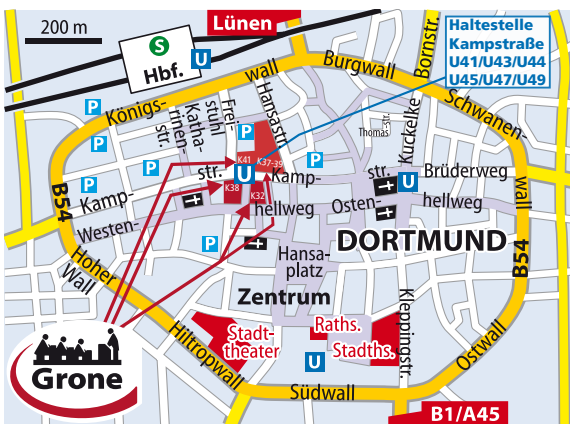 200 m
Lünen
Haltestelle
Kampstraße
U41/U43/U44
U45/U47/U49
S
Hbf.
U
wall
Burgwall
Bornstr.
Schwanen-
wall
Königs-
P
P
P
P
P
P
P
P
Katha-
rinen-
str.
Frei-
stuhl
Hansastr.
Thomas-
str.
Kuckelke
str.
Brüderweg
U
K41
K37-39
U
K38
K32
str.
Kamp-
Kamp-
B54
Westen-
hellweg
Osten-
hellweg
DORTMUND
B54
Hansa-
platz
Zentrum
Hoher
Wall
Hiltropwall
Stadt-
theater
Raths.
Stadths.
U
Kleppingstr.
Ostwall
Südwall
Grone
B1/A45